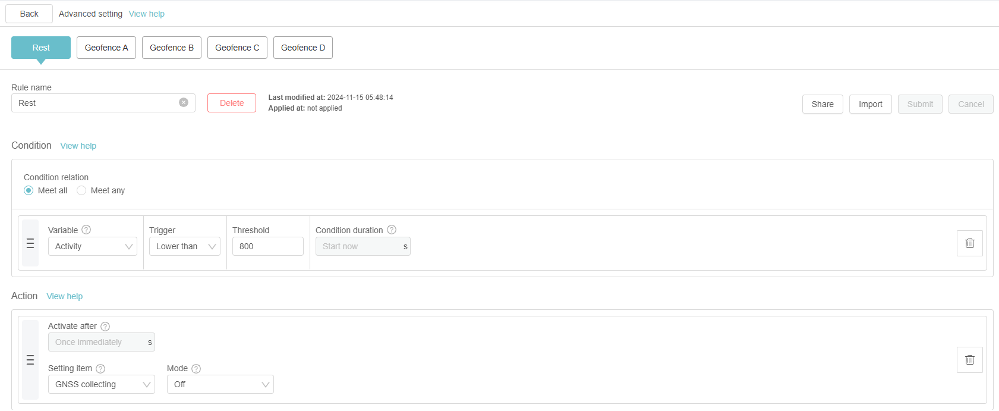 Back Advanced setting View help
Rest Geofence A Geofence B Geofence C Geofence D
Rule name
Rest
Delete
Last modified at: 2024-11-15 05:48:14
Applied at: not applied
Share Import Submit Cancel
Condition View help
Condition relation
Meet all Meet any
Variable ? Trigger Threshold Condition duration ?
Activity Lower than 800 Start now s
Action View help
Activate after ?
Once immediately s
Setting item ? Mode ?
GNSS collecting Off